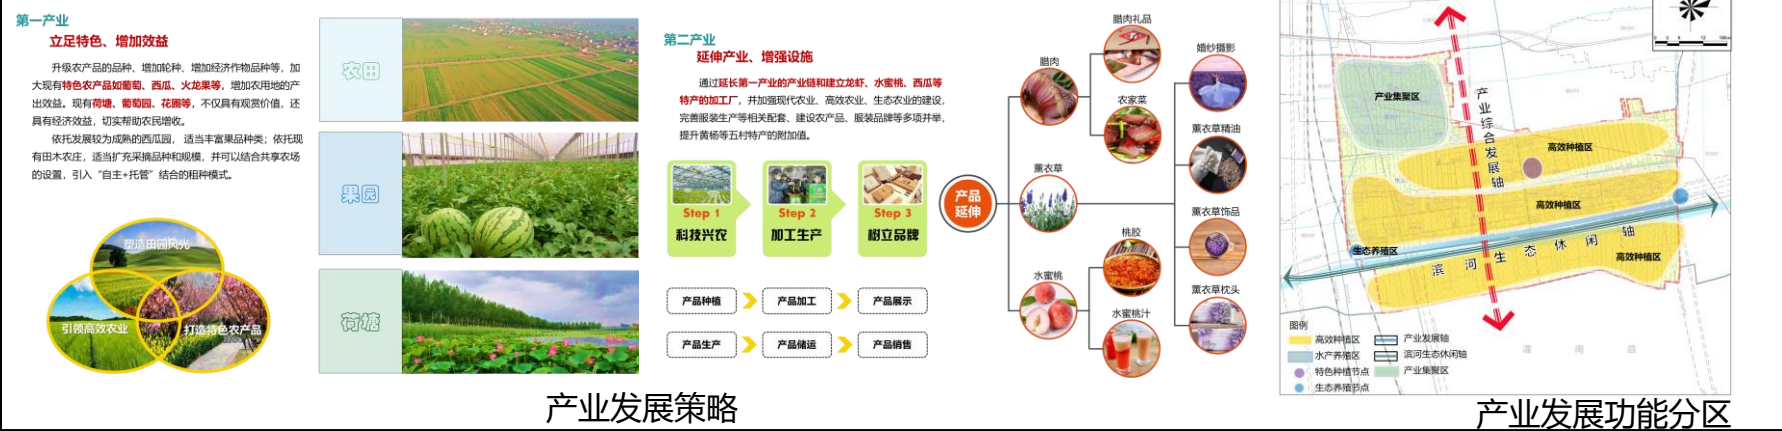 第一产业
立足特色、增加效益
升级农产品的品种、增加轮种、增加经济作物品种等，加
大现有特色农产品如葡萄、西瓜、火龙果等，增加农用地的产
出效益。现有荷塘、葡萄园、花圃等，不仅具有观赏价值，还
具有经济效益，切实帮助农民增收。
依托发展较为成熟的西瓜园，适当丰富果品种类；依托现
有田木农庄，适当扩充采摘品种和规模，并可以结合共享农场
的设置，引入“自主+托管”结合的租种模式。
塑造田园风光
引领高效农业
打造特色农产品
农田
果园
荷塘
第二产业
延伸产业、增强设施
通过延长第一产业的产业链和建立龙虾、水蜜桃、西瓜等
特产的加工厂，并加强现代农业、高效农业、生态农业的建设，
完善服装生产等相关配套、建设农产品、服装品牌等多项并举，
提升黄杨等五村特产的附加值。
Step 1
科技兴农
Step 2
加工生产
Step 3
树立品牌
产品种植
产品加工
产品展示
产品生产
产品储运
产品销售
产品
延伸
腊肉
腊肉礼品
农家菜
薰衣草
婚纱摄影
薰衣草精油
薰衣草饰品
薰衣草枕头
水蜜桃
桃胶
水蜜桃汁
产业发展策略
产业集聚区
产业综合发展轴
高效种植区
高效种植区
生态养殖区
滨河生态休闲轴
高效种植区
灌南县
图例
高效种植区
产业发展轴
水产养殖区
滨河生态休闲轴
特色种植节点
产业集聚区
生态养殖节点
产业发展功能分区